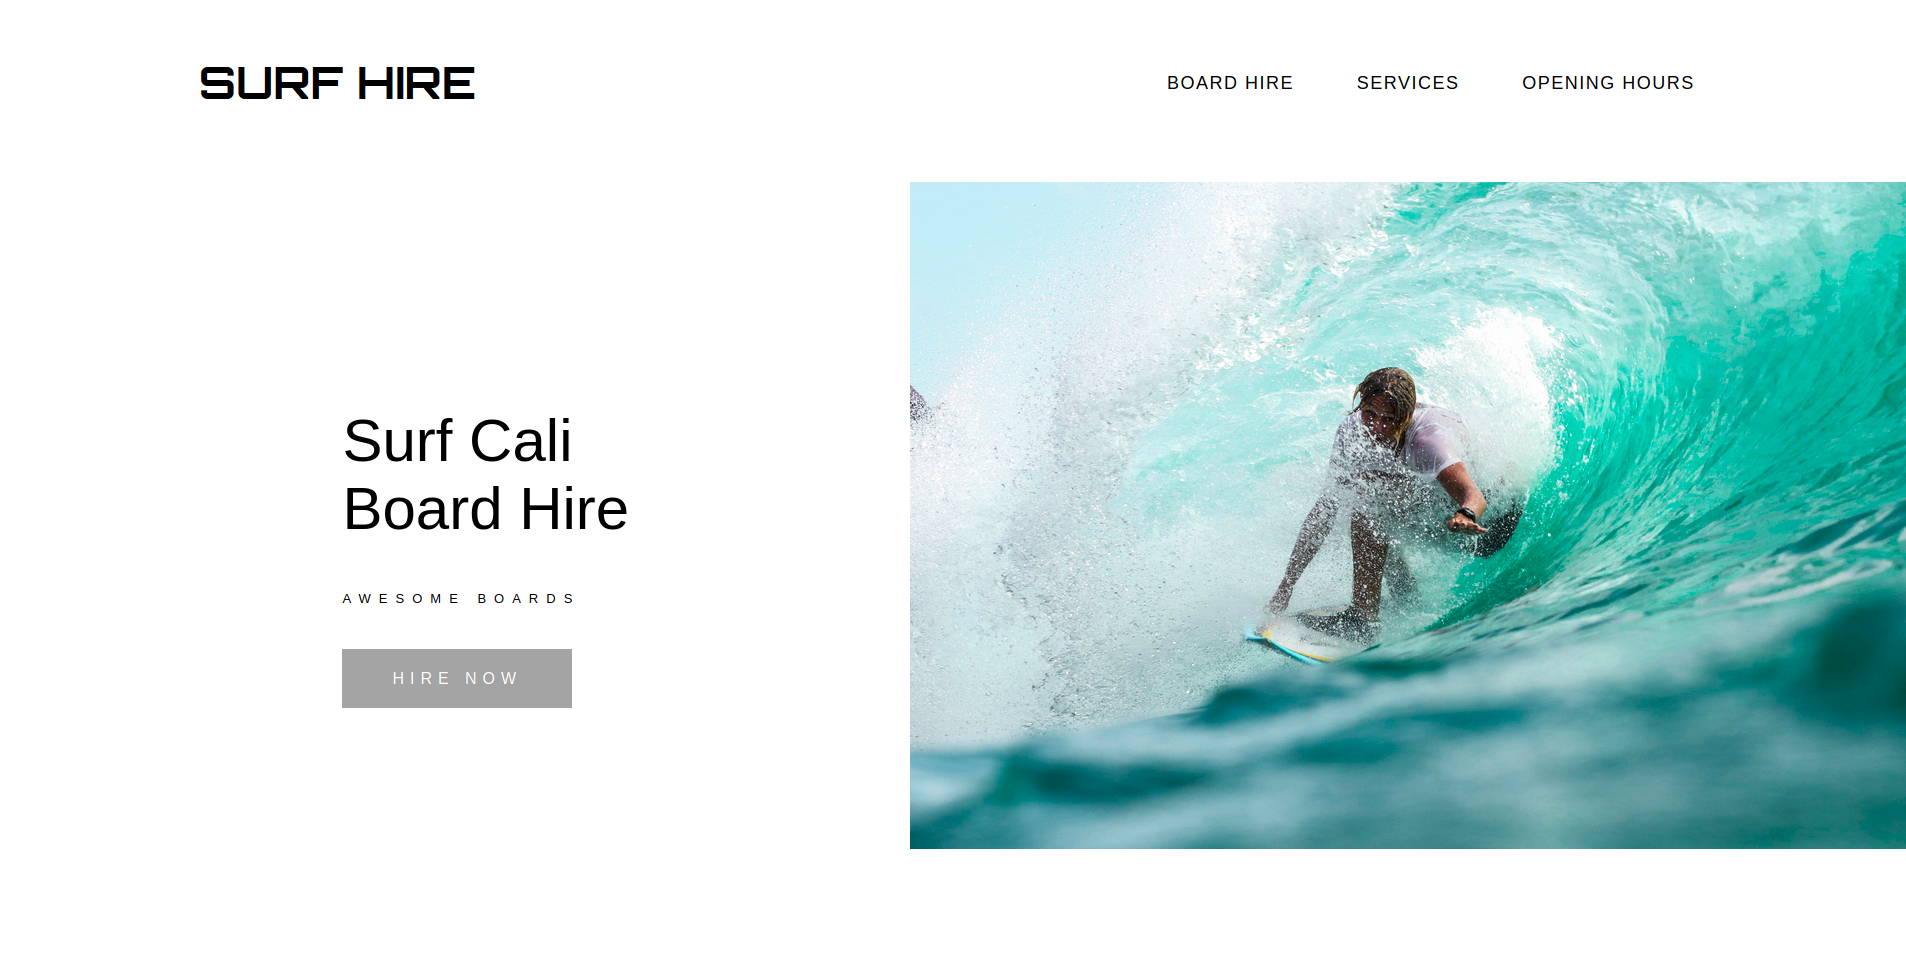 SURF HIRE
BOARD HIRE
SERVICES
OPENING HOURS
Surf Cali
Board Hire
AWESOME BOARDS
HIRE NOW